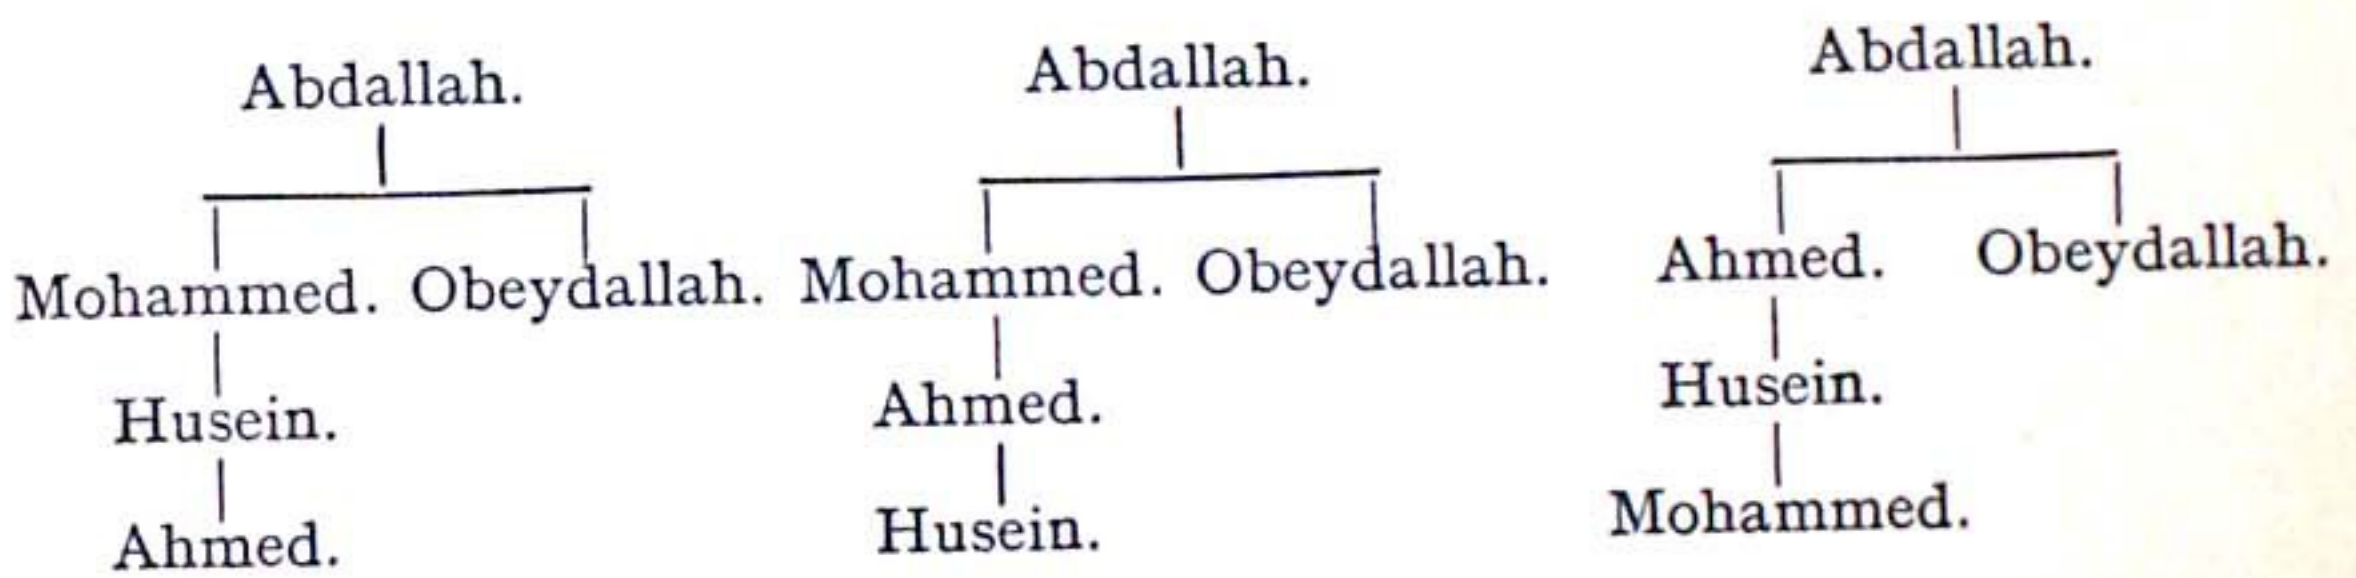 Abdallah. Abdallah. Abdallah.
Mohammed. Obeydallah. Mohammed. Obeydallah. Ahmed. Obeydallah.
Husein. Ahmed. Husein.
Ahmed. Husein. Mohammed.